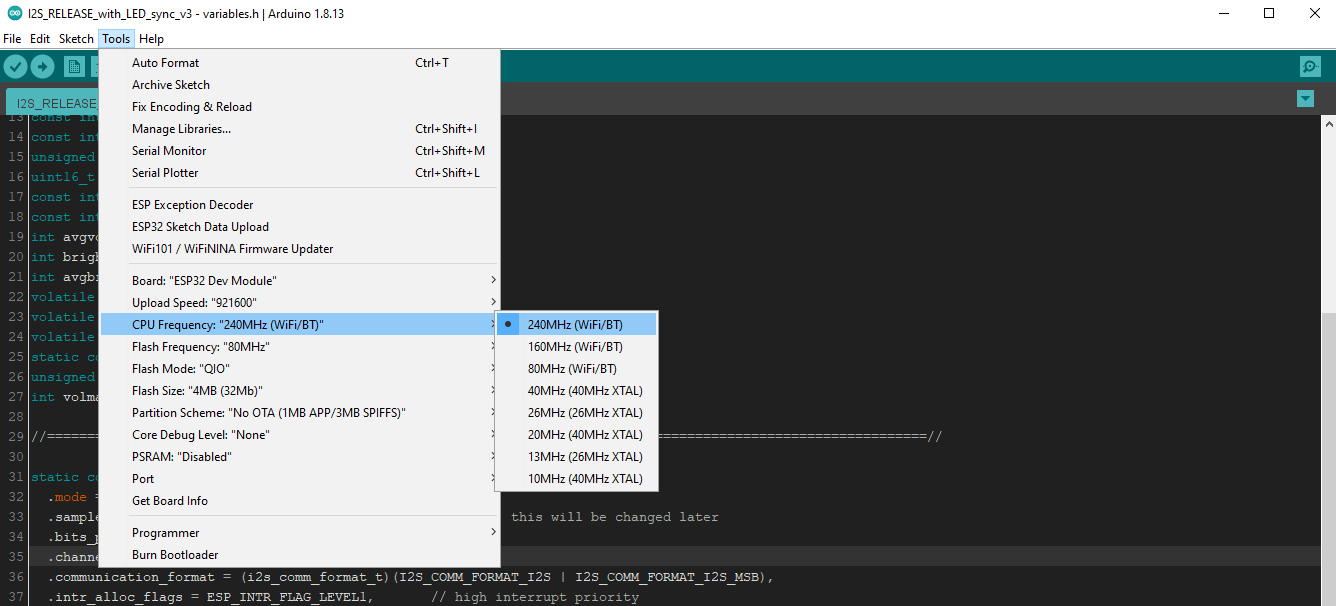 I2S_RELEASE_with_LED_sync_v3 - variables.h | Arduino 1.8.13
File Edit Sketch Tools Help
I2S_RELEASE_
Auto Format Ctrl+T
Archive Sketch
Fix Encoding & Reload
Manage Libraries... Ctrl+Shift+I
Serial Monitor Ctrl+Shift+M
Serial Plotter Ctrl+Shift+L
ESP Exception Decoder
ESP32 Sketch Data Upload
WiFi101 / WiFiNINA Firmware Updater
Board: "ESP32 Dev Module"
Upload Speed: "921600"
CPU Frequency: "240MHz (WiFi/BT)"
Flash Frequency: "80MHz"
Flash Mode: "QIO"
Flash Size: "4MB (32Mb)"
Partition Scheme: "No OTA (1MB APP/3MB SPIFFS)"
Core Debug Level: "None"
PSRAM: "Disabled"
Port
Get Board Info
Programmer
Burn Bootloader
240MHz (WiFi/BT)
160MHz (WiFi/BT)
80MHz (WiFi/BT)
40MHz (40MHz XTAL)
26MHz (26MHz XTAL)
20MHz (40MHz XTAL)
13MHz (26MHz XTAL)
10MHz (40MHz XTAL)
13 const int
14 const int
15 unsigned
16 uint16_t
17 const int
18 const int
19 int avgvo
20 int brigh
21 int avgbr
22 volatile
23 volatile
24 volatile
25 static co
26 unsigned
27 int volma
28
29 //======================================//
30
31 static co
32 .mode =
33 .sample this will be changed later
34 .bits_p
35 .channe
36 .communication_format = (i2s_comm_format_t)(I2S_COMM_FORMAT_I2S | I2S_COMM_FORMAT_I2S_MSB),
37 .intr_alloc_flags = ESP_INTR_FLAG_LEVEL1, // high interrupt priority